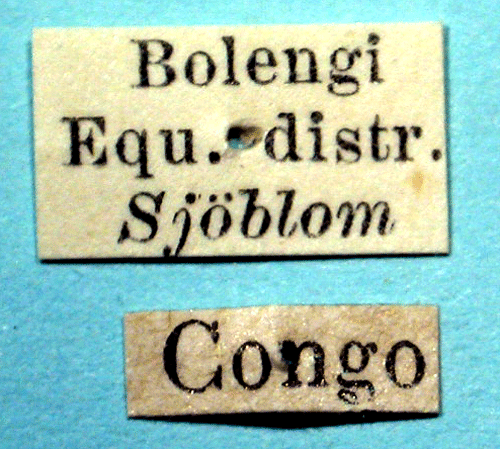 Bolengi
Equ. distr.
Sjöblom
Congo